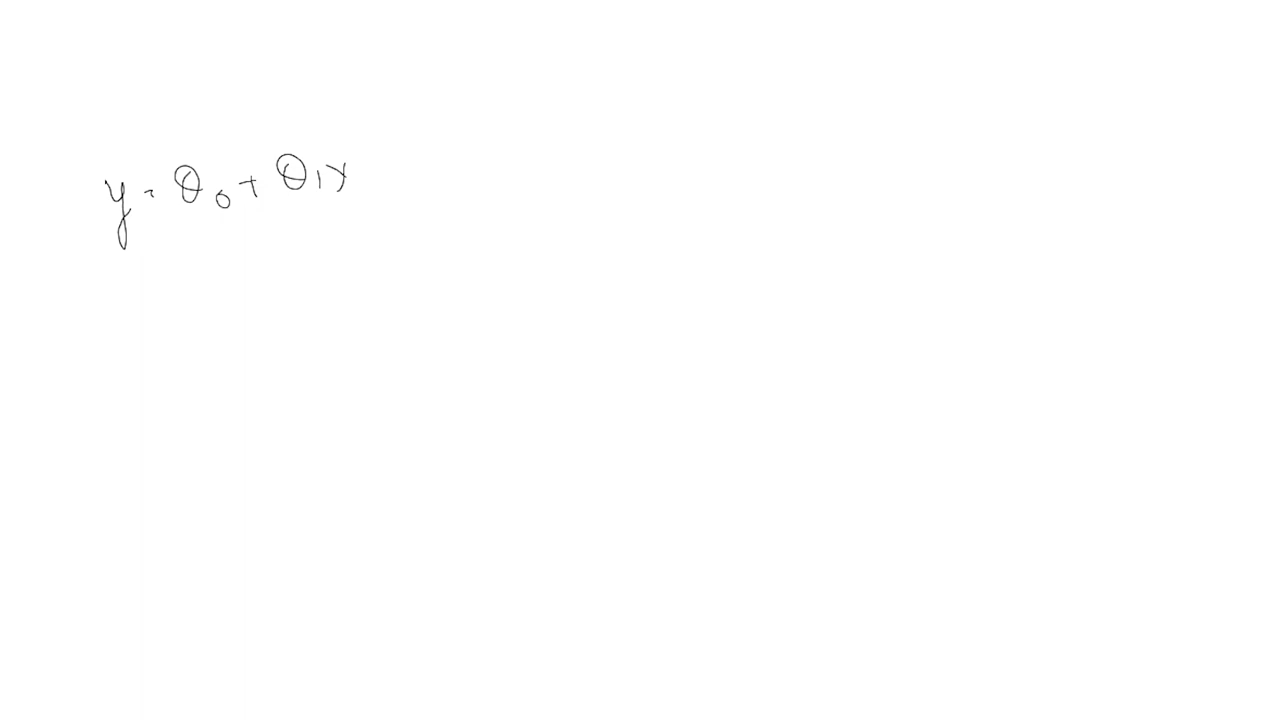 y = θ₀ + θ₁x